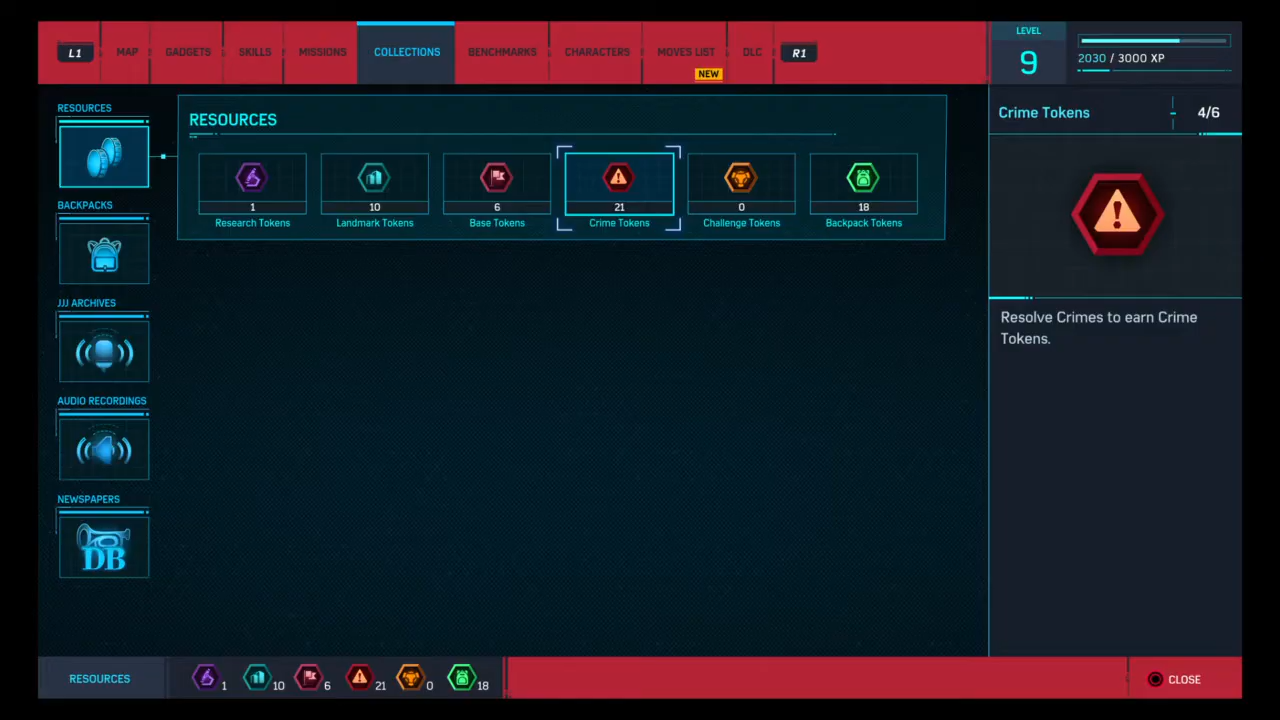 L1
MAP
GADGETS
SKILLS
MISSIONS
COLLECTIONS
BENCHMARKS
CHARACTERS
MOVES LIST
NEW
DLC
R1
LEVEL
9
2030 / 3000 XP
RESOURCES
BACKPACKS
JJJ ARCHIVES
AUDIO RECORDINGS
NEWSPAPERS
DB
RESOURCES
1
Research Tokens
10
Landmark Tokens
6
Base Tokens
21
Crime Tokens
0
Challenge Tokens
18
Backpack Tokens
Crime Tokens
4/6
Resolve Crimes to earn Crime
Tokens.
RESOURCES
1
10
6
21
0
18
CLOSE